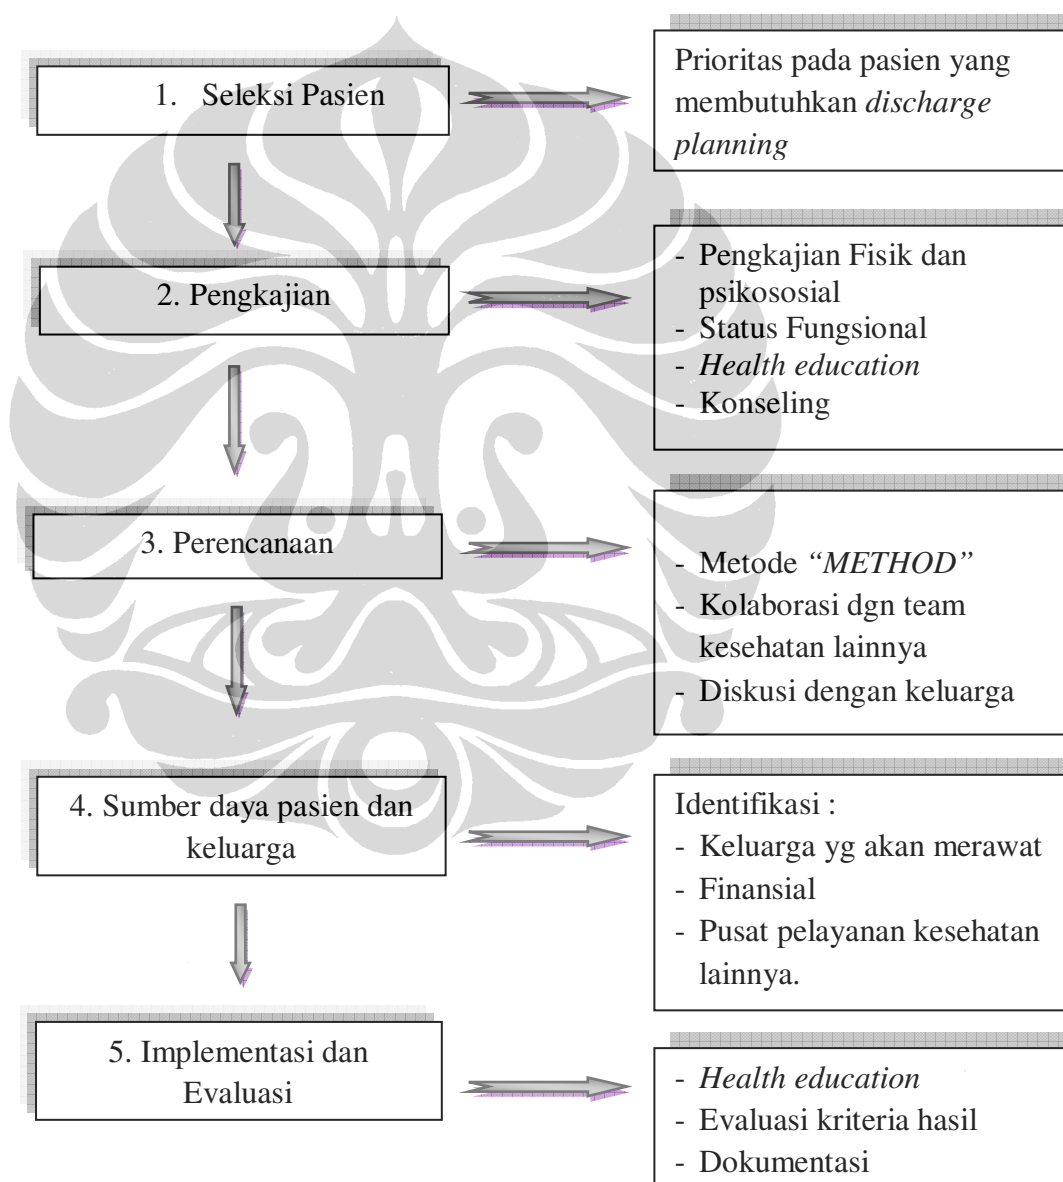 1. Seleksi Pasien
Prioritas pada pasien yang
membutuhkan discharge
planning
2. Pengkajian
- Pengkajian Fisik dan
psikososial
- Status Fungsional
- Health education
- Konseling
3. Perencanaan
- Metode “METHOD”
- Kolaborasi dgn team
kesehatan lainnya
- Diskusi dengan keluarga
4. Sumber daya pasien dan
keluarga
Identifikasi :
- Keluarga yg akan merawat
- Finansial
- Pusat pelayanan kesehatan
lainnya.
5. Implementasi dan
Evaluasi
- Health education
- Evaluasi kriteria hasil
- Dokumentasi